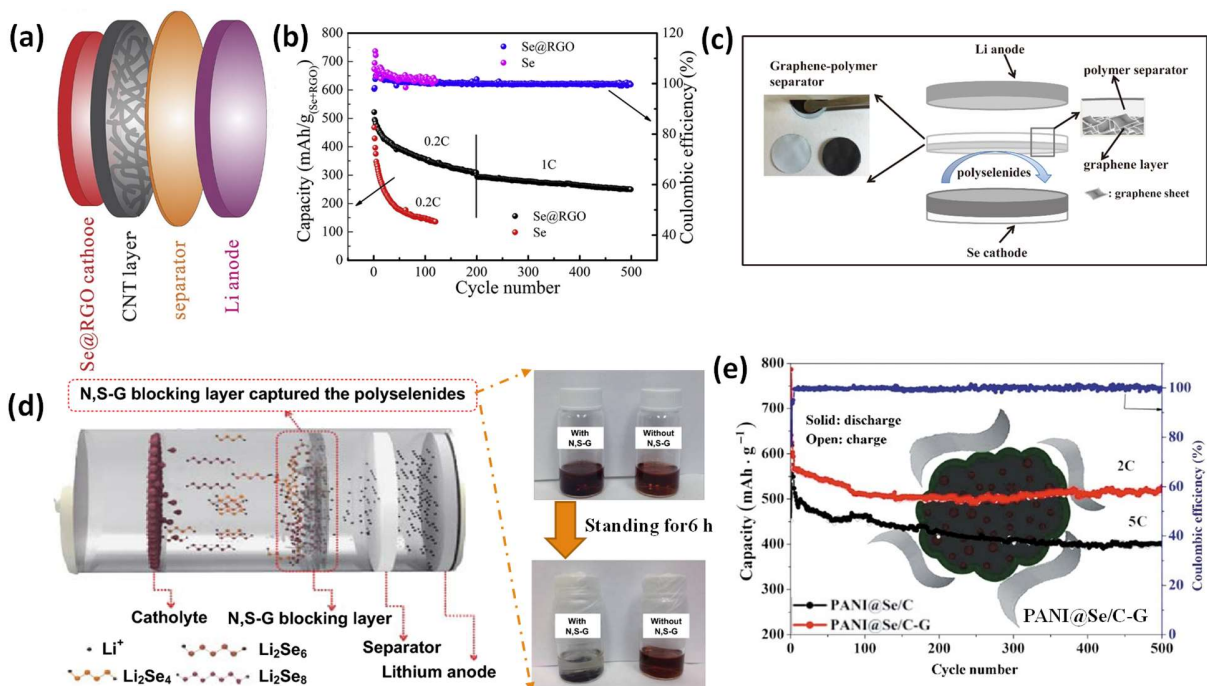 (a)
Se@RGO cathooe
CNT layer
separator
Li anode
(b)
Capacity (mAh/g(Se+RGO)
800
700
600
500
400
300
200
100
0
Se@RGO
Se
0.2C
1C
0.2C
Se@RGO
Se
120
100
80
60
40
Coulombic efficiency (%)
0 100 200 300 400 500
Cycle number
(c)
Graphene-polymer
separator
Li anode
polymer separator
graphene layer
: graphene sheet
polyselenides
Se cathode
(d)
N,S-G blocking layer captured the polyselenides
Catholyte
N,S-G blocking layer
Separator
Lithium anode
Li⁺
Li₂Se₆
Li₂Se₄
Li₂Se₈
With
N,S-G
Without
N,S-G
Standing for6 h
With
N,S-G
Without
N,S-G
(e)
Capacity (mAh · g⁻¹)
800
700
600
500
400
300
200
Solid: discharge
Open: charge
2C
5C
PANI@Se/C
PANI@Se/C-G
PANI@Se/C-G
100
80
60
40
20
0
Coulombic efficiency (%)
0 100 200 300 400 500
Cycle number